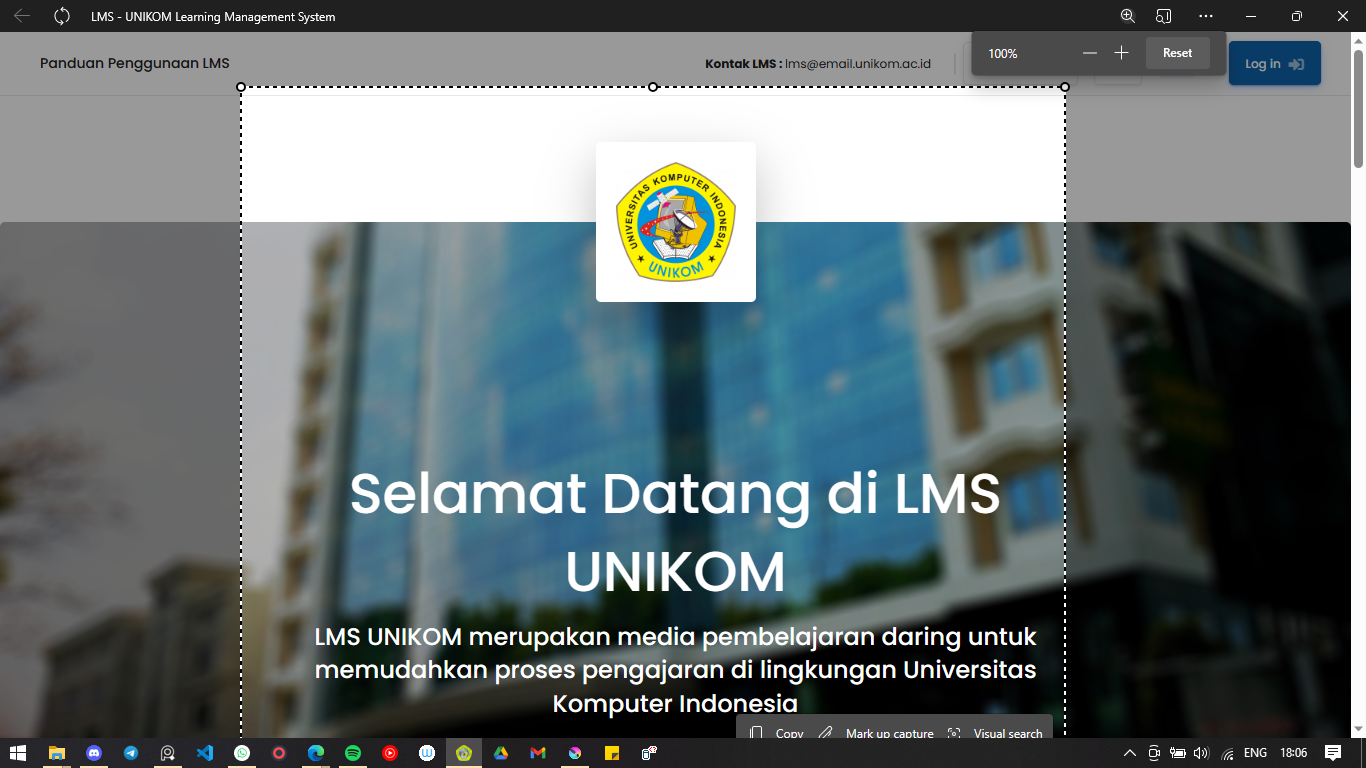 LMS - UNIKOM Learning Management System
100%
Reset
Panduan Penggunaan LMS
Kontak LMS : lms@email.unikom.ac.id
Log in
UNIVERSITAS KOMPUTER INDONESIA
UNIKOM
Selamat Datang di LMS
UNIKOM
LMS UNIKOM merupakan media pembelajaran daring untuk
memudahkan proses pengajaran di lingkungan Universitas
Komputer Indonesia
Copy
Mark up capture
Visual search
ENG
18:06